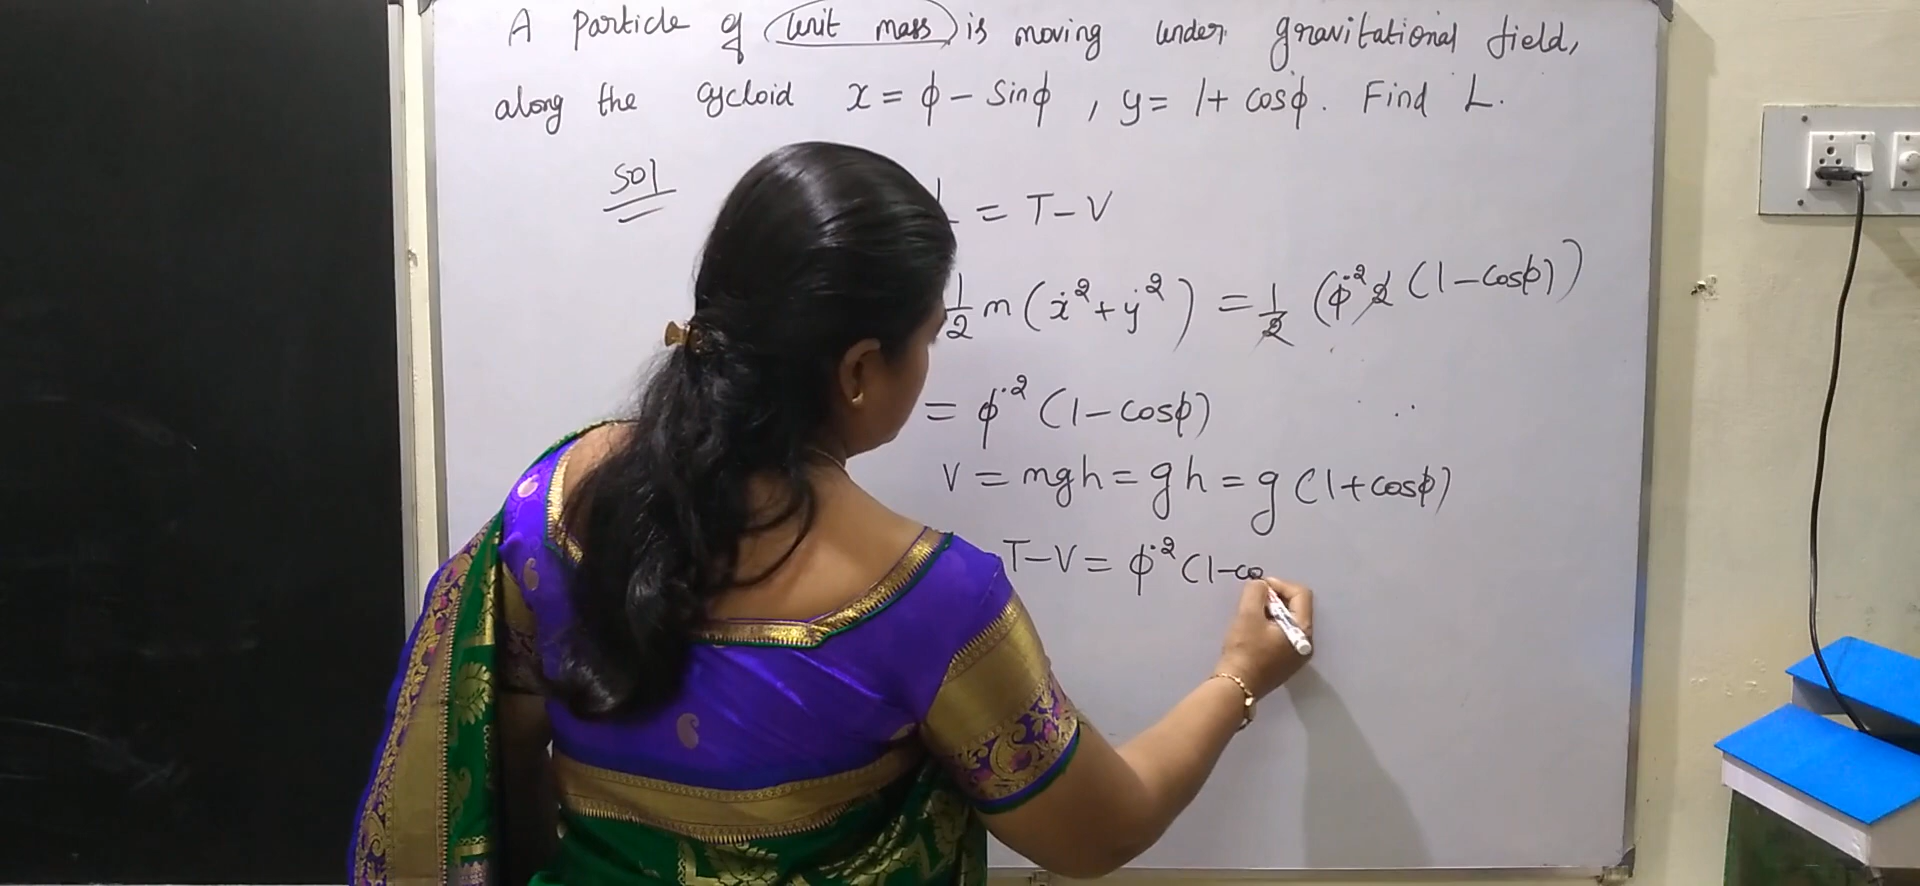 A particle of unit mass is moving under gravitational field,
along the cycloid x = ϕ - sinϕ , y = 1 + cosϕ. Find L.
Sol
L = T - V
1/2 m (ẋ² + ẏ²) = 1/2 (ϕ̇² 2 (1 - cosϕ))
= ϕ̇² (1 - cosϕ)
V = mgh = gh = g (1 + cosϕ)
T - V = ϕ̇² (1 - co